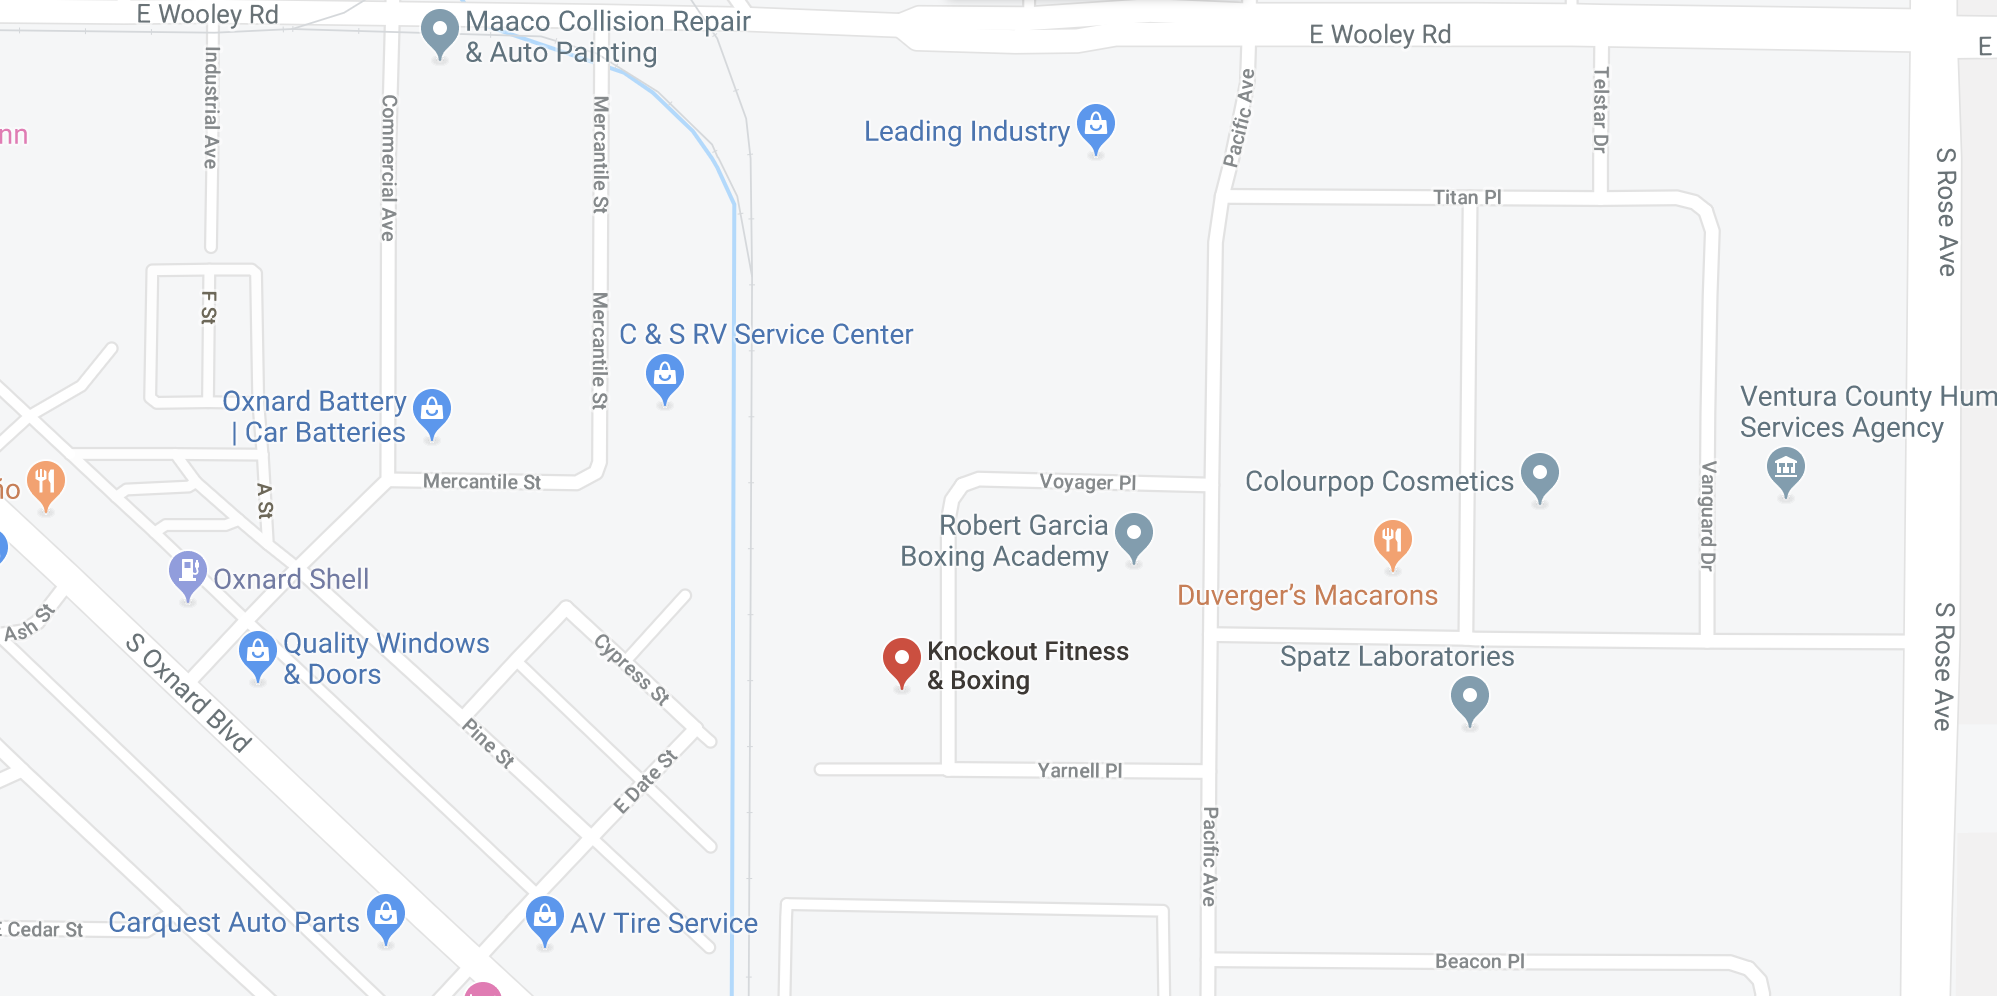 E Wooley Rd
Maaco Collision Repair
& Auto Painting
E Wooley Rd
E
Industrial Ave
Commercial Ave
Mercantile St
Leading Industry
Pacific Ave
Telstar Dr
nn
S Rose Ave
Titan Pl
F St
Mercantile St
C & S RV Service Center
Oxnard Battery
| Car Batteries
Ventura County Hum
Services Agency
ño
A St
Mercantile St
Voyager Pl
Colourpop Cosmetics
Vanguard Dr
Robert Garcia
Boxing Academy
Oxnard Shell
Duverger's Macarons
Ash St
S Oxnard Blvd
Quality Windows
& Doors
Cypress St
Knockout Fitness
& Boxing
Spatz Laboratories
S Rose Ave
Pine St
E Date St
Yarnell Pl
Pacific Ave
Carquest Auto Parts
AV Tire Service
E Cedar St
Beacon Pl